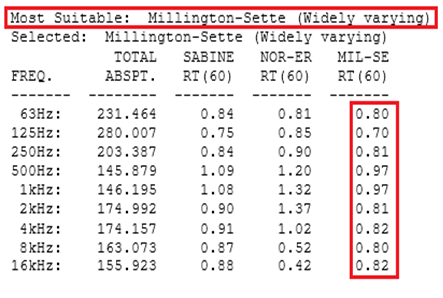 Most Suitable:  Millington-Sette (Widely varying)
Selected:  Millington-Sette (Widely varying)
TOTAL SABINE NOR-ER MIL-SE
FREQ. ABSPT. RT(60) RT(60) RT(60)
------- -------- ------- ------- -------
63Hz: 231.464 0.84 0.81 0.80
125Hz: 280.007 0.75 0.85 0.70
250Hz: 203.387 0.84 0.90 0.81
500Hz: 145.879 1.09 1.20 0.97
1kHz: 146.195 1.08 1.32 0.97
2kHz: 174.992 0.90 1.37 0.81
4kHz: 174.157 0.91 1.02 0.82
8kHz: 163.073 0.87 0.52 0.80
16kHz: 155.923 0.88 0.42 0.82